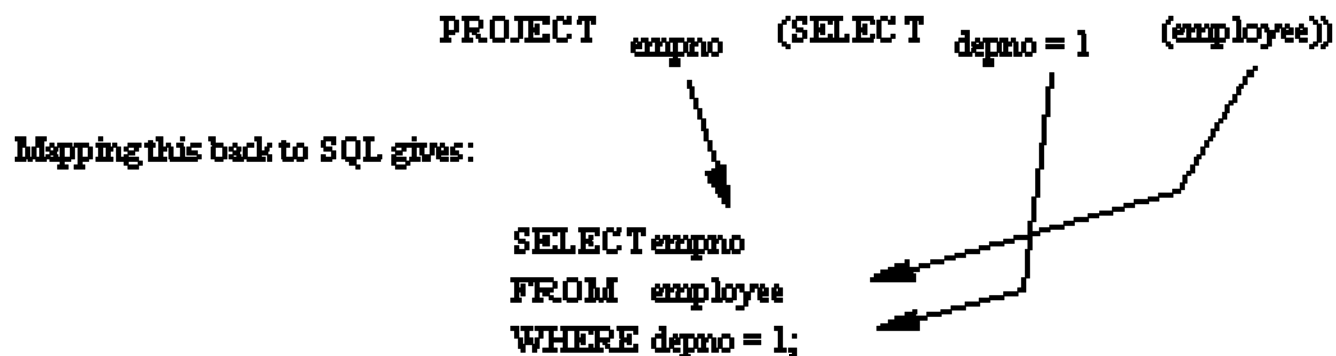 PROJECT empno (SELECT depno = 1 (employee))
Mapping this back to SQL gives:
SELECT empno
FROM employee
WHERE depno = 1;